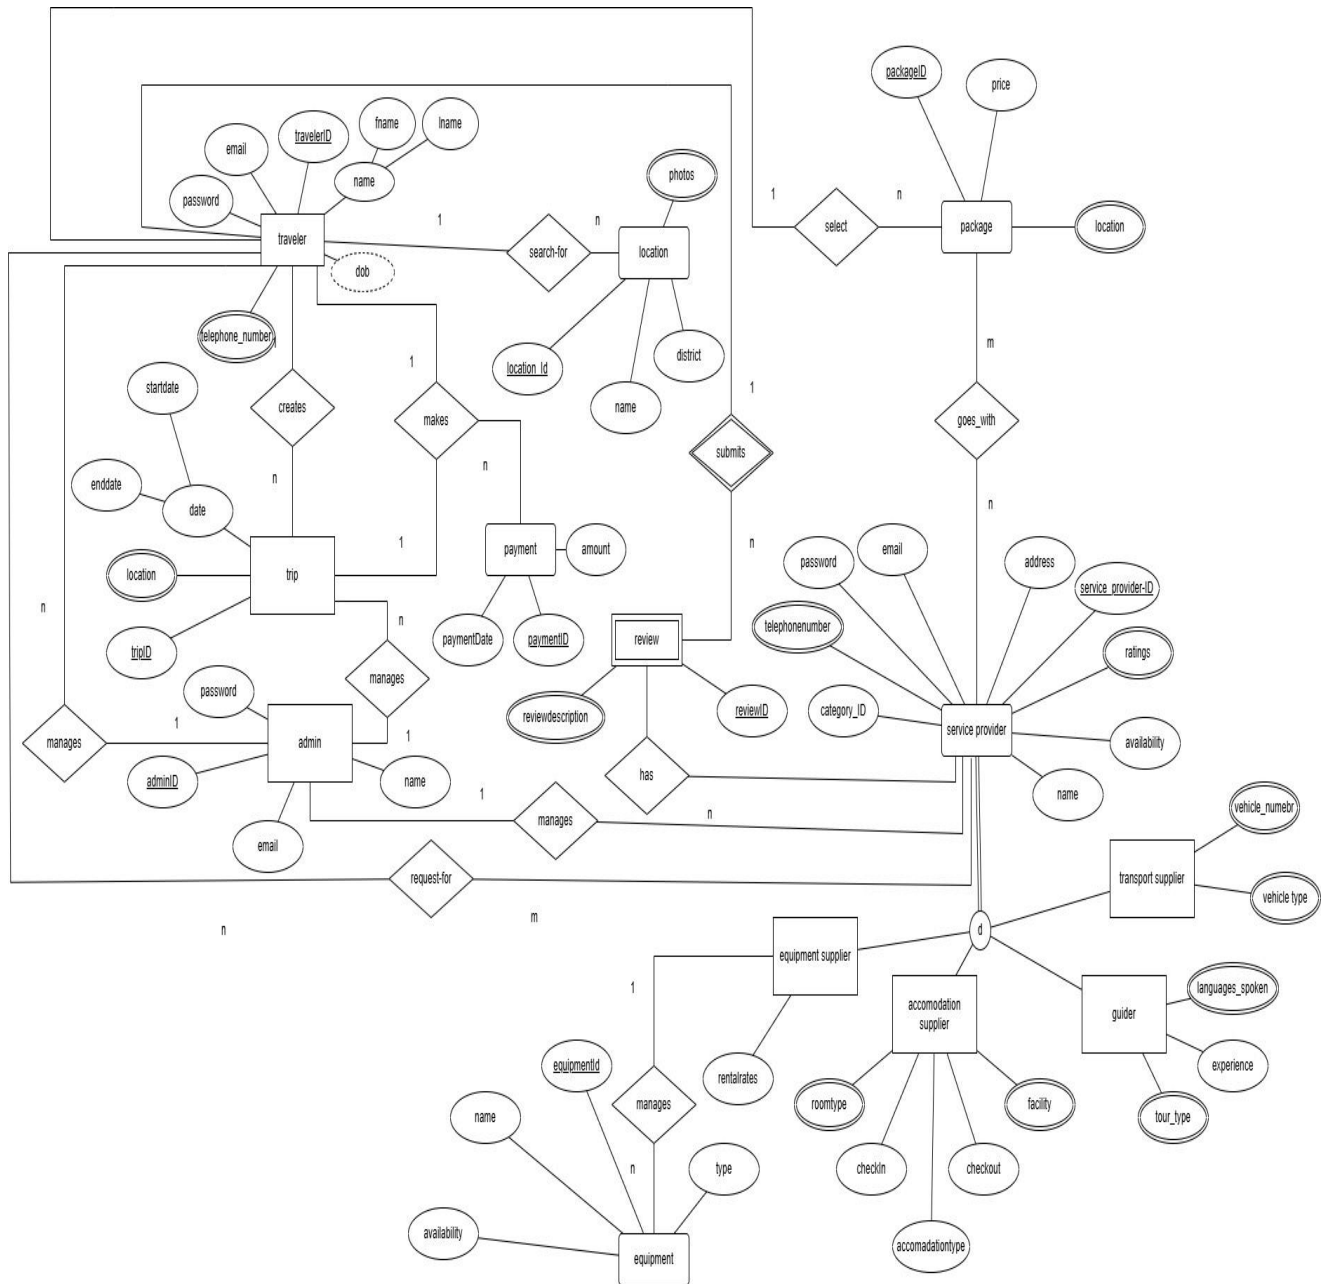 packageID
price
fname
lname
travelerID
email
photos
name
password
1
n
1
n
select
package
location
traveler
search-for
location
dob
telephone_number
1
m
location_Id
district
1
1
startdate
creates
makes
name
goes_with
submits
n
n
enddate
date
n
n
payment
amount
1
password
email
address
location
trip
service_provider-ID
telephonenumber
n
n
paymentDate
paymentID
review
ratings
tripID
manages
password
reviewdescription
reviewID
category_ID
manages
1
admin
1
service provider
availability
has
adminID
name
name
1
manages
n
vehicle_numebr
email
request-for
transport supplier
vehicle type
n
m
d
equipment supplier
1
languages_spoken
accomodation
supplier
guider
equipmentId
rentalrates
experience
manages
roomtype
facility
tour_type
name
n
type
checkIn
checkout
availability
accomadationtype
equipment